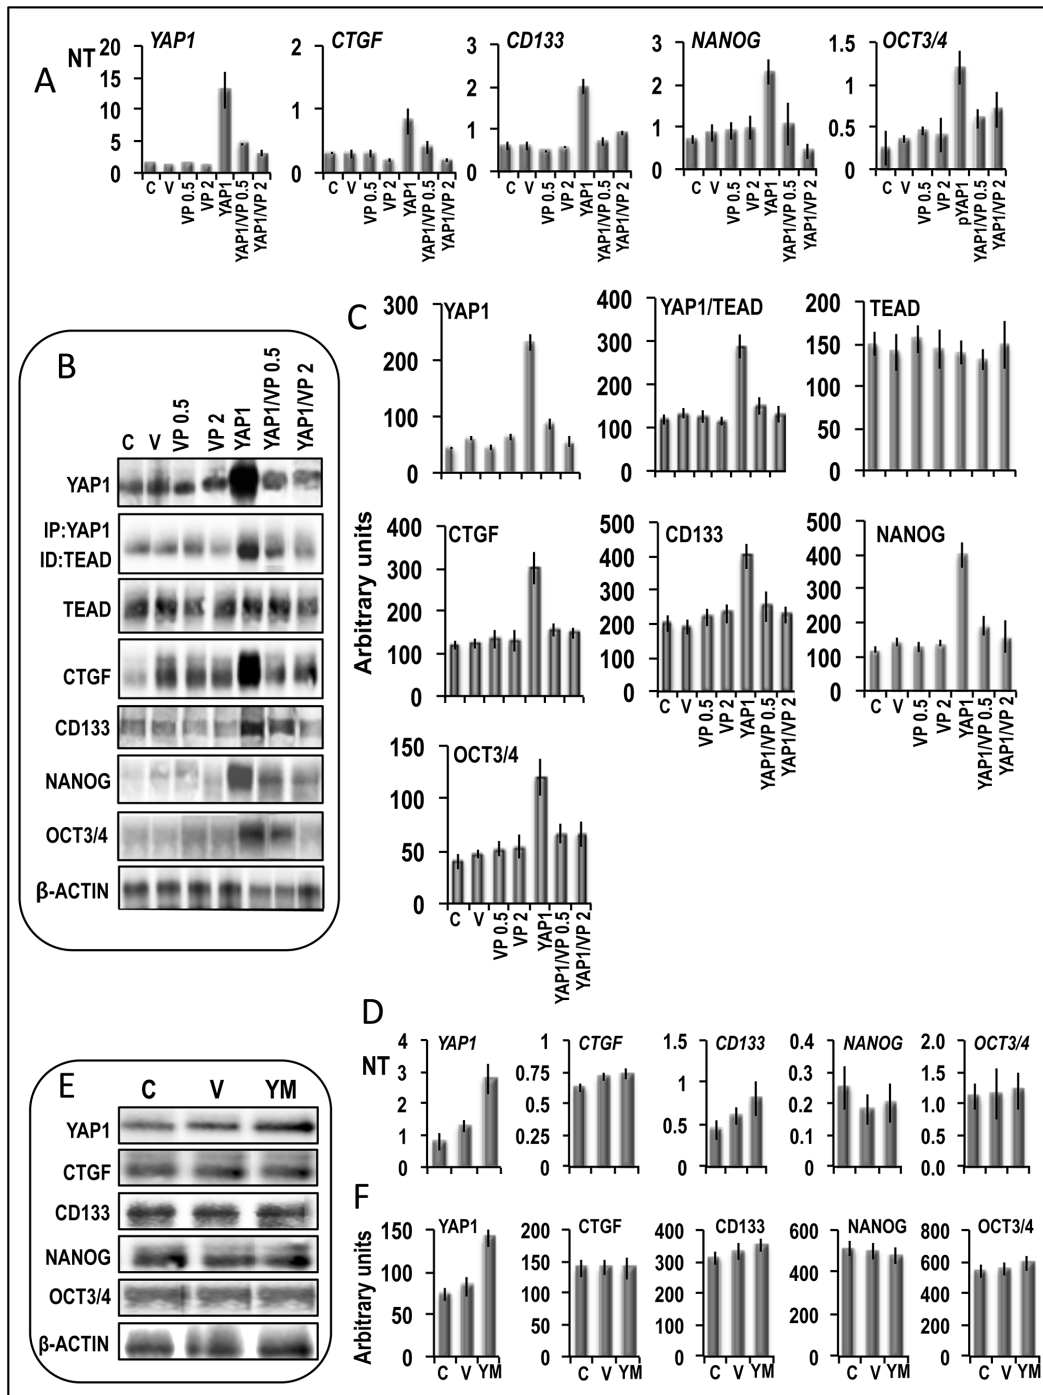 A
NT
YAP1
20
15
10
5
0
C V VP 0.5 VP 2 YAP1 YAP1/VP 0.5 YAP1/VP 2
CTGF
2
1
0
C V VP 0.5 VP 2 YAP1 YAP1/VP 0.5 YAP1/VP 2
CD133
3
2
1
0
C V VP 0.5 VP 2 YAP1 YAP1/VP 0.5 YAP1/VP 2
NANOG
3
2
1
0
C V VP 0.5 VP 2 YAP1 YAP1/VP 0.5 YAP1/VP 2
OCT3/4
1.5
1
0.5
0
C V VP 0.5 VP 2 pYAP1 YAP1/VP 0.5 YAP1/VP 2
B
C V VP 0.5 VP 2 YAP1 YAP1/VP 0.5 YAP1/VP 2
YAP1
IP:YAP1
ID:TEAD
TEAD
CTGF
CD133
NANOG
OCT3/4
β-ACTIN
C
Arbitrary units
YAP1
300
200
100
0
YAP1/TEAD
400
300
200
100
0
TEAD
200
150
100
50
0
CTGF
400
300
200
100
0
CD133
500
400
300
200
100
0
C V VP 0.5 VP 2 YAP1 YAP1/VP 0.5 YAP1/VP 2
NANOG
500
400
300
200
100
0
C V VP 0.5 VP 2 YAP1 YAP1/VP 0.5 YAP1/VP 2
OCT3/4
150
100
50
0
C V VP 0.5 VP 2 YAP1 YAP1/VP 0.5 YAP1/VP 2
D
NT
YAP1
4
3
2
1
0
CTGF
1
0.75
0.5
0.25
0
CD133
1.5
1
0.5
0
NANOG
0.4
0.3
0.2
0.1
0
OCT3/4
2.0
1.5
1.0
0.5
0.0
E
C V YM
YAP1
CTGF
CD133
NANOG
OCT3/4
β-ACTIN
F
Arbitrary units
YAP1
150
100
50
0
C V YM
CTGF
200
150
100
50
0
C V YM
CD133
400
300
200
100
0
C V YM
NANOG
600
400
200
0
C V YM
OCT3/4
800
600
400
200
0
C V YM